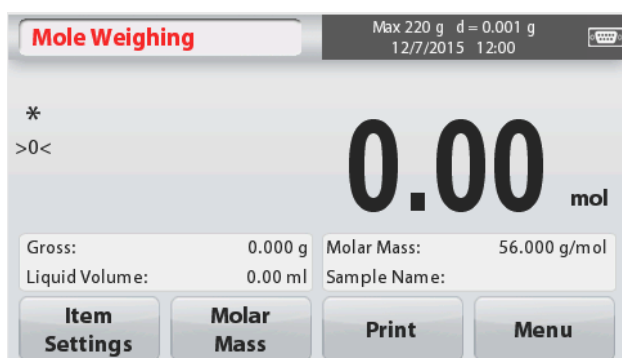 Mole Weighing
Max 220 g d = 0.001 g
12/7/2015 12:00
*
>0<
0.00 mol
Gross: 0.000 g
Liquid Volume: 0.00 ml
Molar Mass: 56.000 g/mol
Sample Name:
Item
Settings
Molar
Mass
Print
Menu